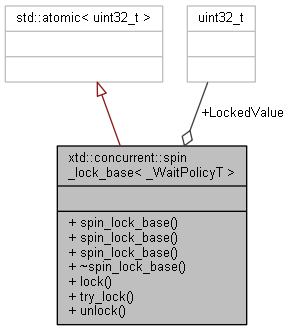 std::atomic< uint32_t >
uint32_t
+LockedValue
xtd::concurrent::spin
_lock_base< _WaitPolicyT >
+ spin_lock_base()
+ spin_lock_base()
+ spin_lock_base()
+ ~spin_lock_base()
+ lock()
+ try_lock()
+ unlock()